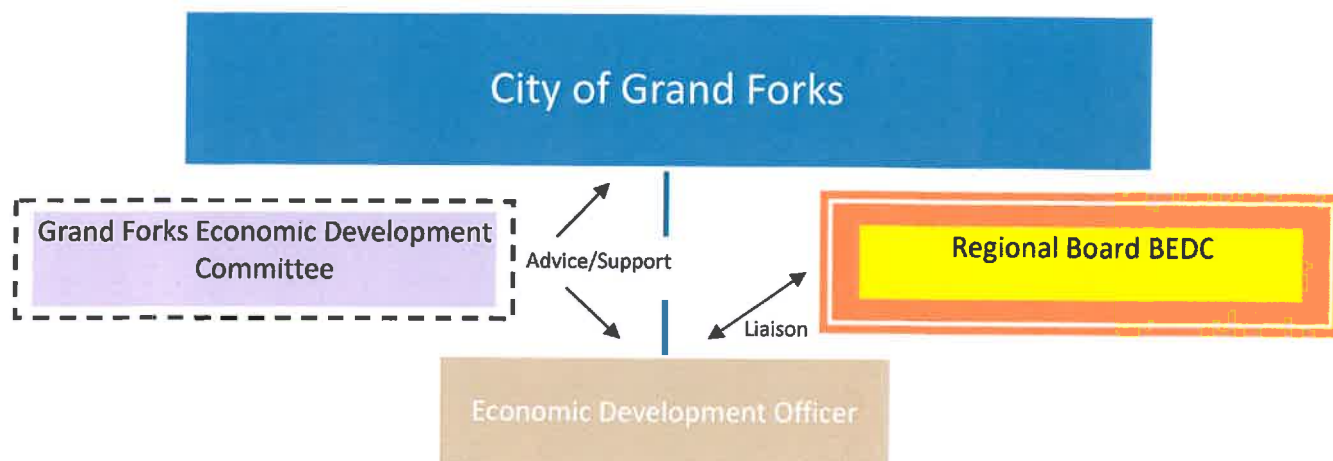 City of Grand Forks
Grand Forks Economic Development
Committee
Advice/Support
Regional Board BEDC
Liaison
Economic Development Officer